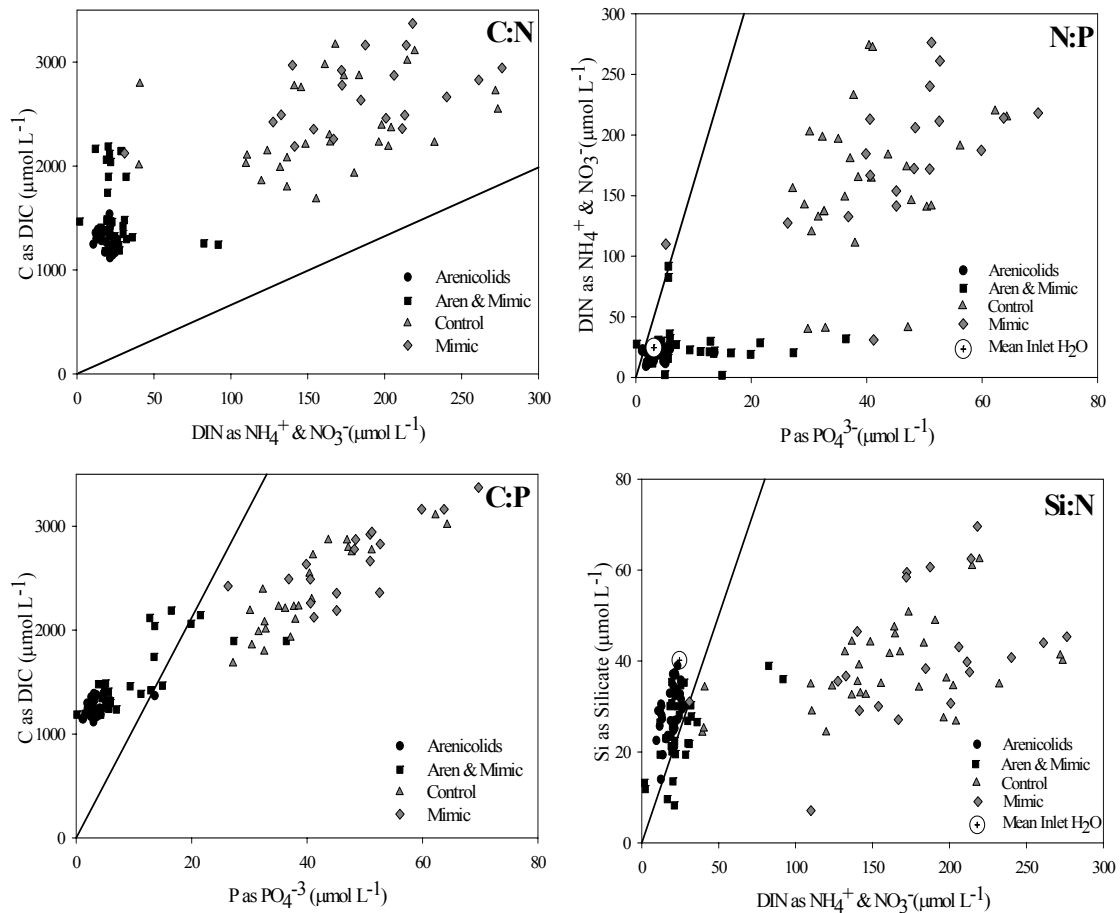 C:N
3000
2000
1000
0
C as DIC (μmol L⁻¹)
0 50 100 150 200 250 300
DIN as NH₄⁺ & NO₃⁻(μmol L⁻¹)
Arenicolids
Aren & Mimic
Control
Mimic
N:P
300
250
200
150
100
50
0
DIN as NH₄⁺ & NO₃⁻(μmol L⁻¹)
0 20 40 60 80
P as PO₄³⁻(μmol L⁻¹)
Arenicolids
Aren & Mimic
Control
Mimic
Mean Inlet H₂O
C:P
3000
2000
1000
0
C as DIC (μmol L⁻¹)
0 20 40 60 80
P as PO₄⁻³ (μmol L⁻¹)
Arenicolids
Aren & Mimic
Control
Mimic
Si:N
80
60
40
20
0
Si as Silicate (μmol L⁻¹)
0 50 100 150 200 250 300
DIN as NH₄⁺ & NO₃⁻(μmol L⁻¹)
Arenicolids
Aren & Mimic
Control
Mimic
Mean Inlet H₂O